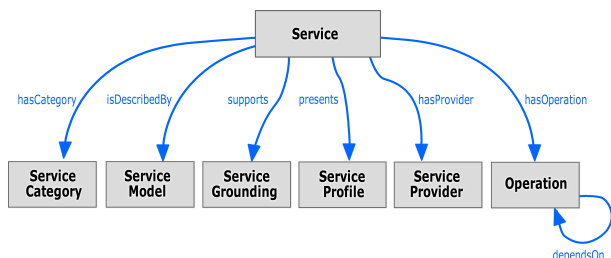 Service
hasCategory
isDescribedBy
supports
presents
hasProvider
hasOperation
Service
Category
Service
Model
Service
Grounding
Service
Profile
Service
Provider
Operation
dependsOn